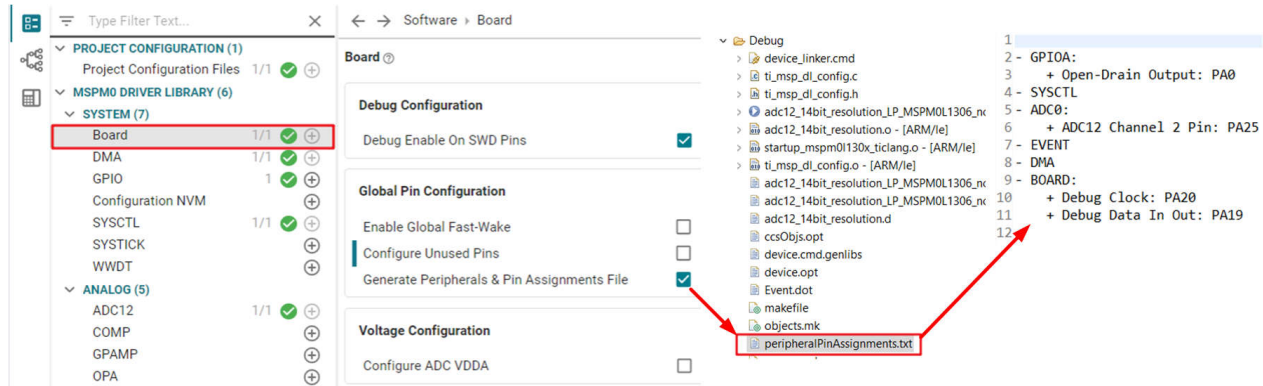 Type Filter Text...
PROJECT CONFIGURATION (1)
Project Configuration Files 1/1
MSPM0 DRIVER LIBRARY (6)
SYSTEM (7)
Board 1/1
DMA 1/1
GPIO 1
Configuration NVM
SYSCTL 1/1
SYSTICK
WWDT
ANALOG (5)
ADC12 1/1
COMP
GPAMP
OPA
Software Board
Board
Debug Configuration
Debug Enable On SWD Pins
Global Pin Configuration
Enable Global Fast-Wake
Configure Unused Pins
Generate Peripherals & Pin Assignments File
Voltage Configuration
Configure ADC VDDA
Debug
device_linker.cmd
ti_msp_dl_config.c
ti_msp_dl_config.h
adc12_14bit_resolution_LP_MSPM0L1306_nc
adc12_14bit_resolution.o - [ARM/le]
startup_mspm0l130x_ticlang.o - [ARM/le]
ti_msp_dl_config.o - [ARM/le]
adc12_14bit_resolution_LP_MSPM0L1306_nc
adc12_14bit_resolution_LP_MSPM0L1306_nc
adc12_14bit_resolution.d
ccsObjs.opt
device.cmd.genlibs
device.opt
Event.dot
makefile
objects.mk
peripheralPinAssignments.txt
1
2 - GPIOA:
3 + Open-Drain Output: PA0
4 - SYSCTL
5 - ADC0:
6 + ADC12 Channel 2 Pin: PA25
7 - EVENT
8 - DMA
9 - BOARD:
10 + Debug Clock: PA20
11 + Debug Data In Out: PA19
12